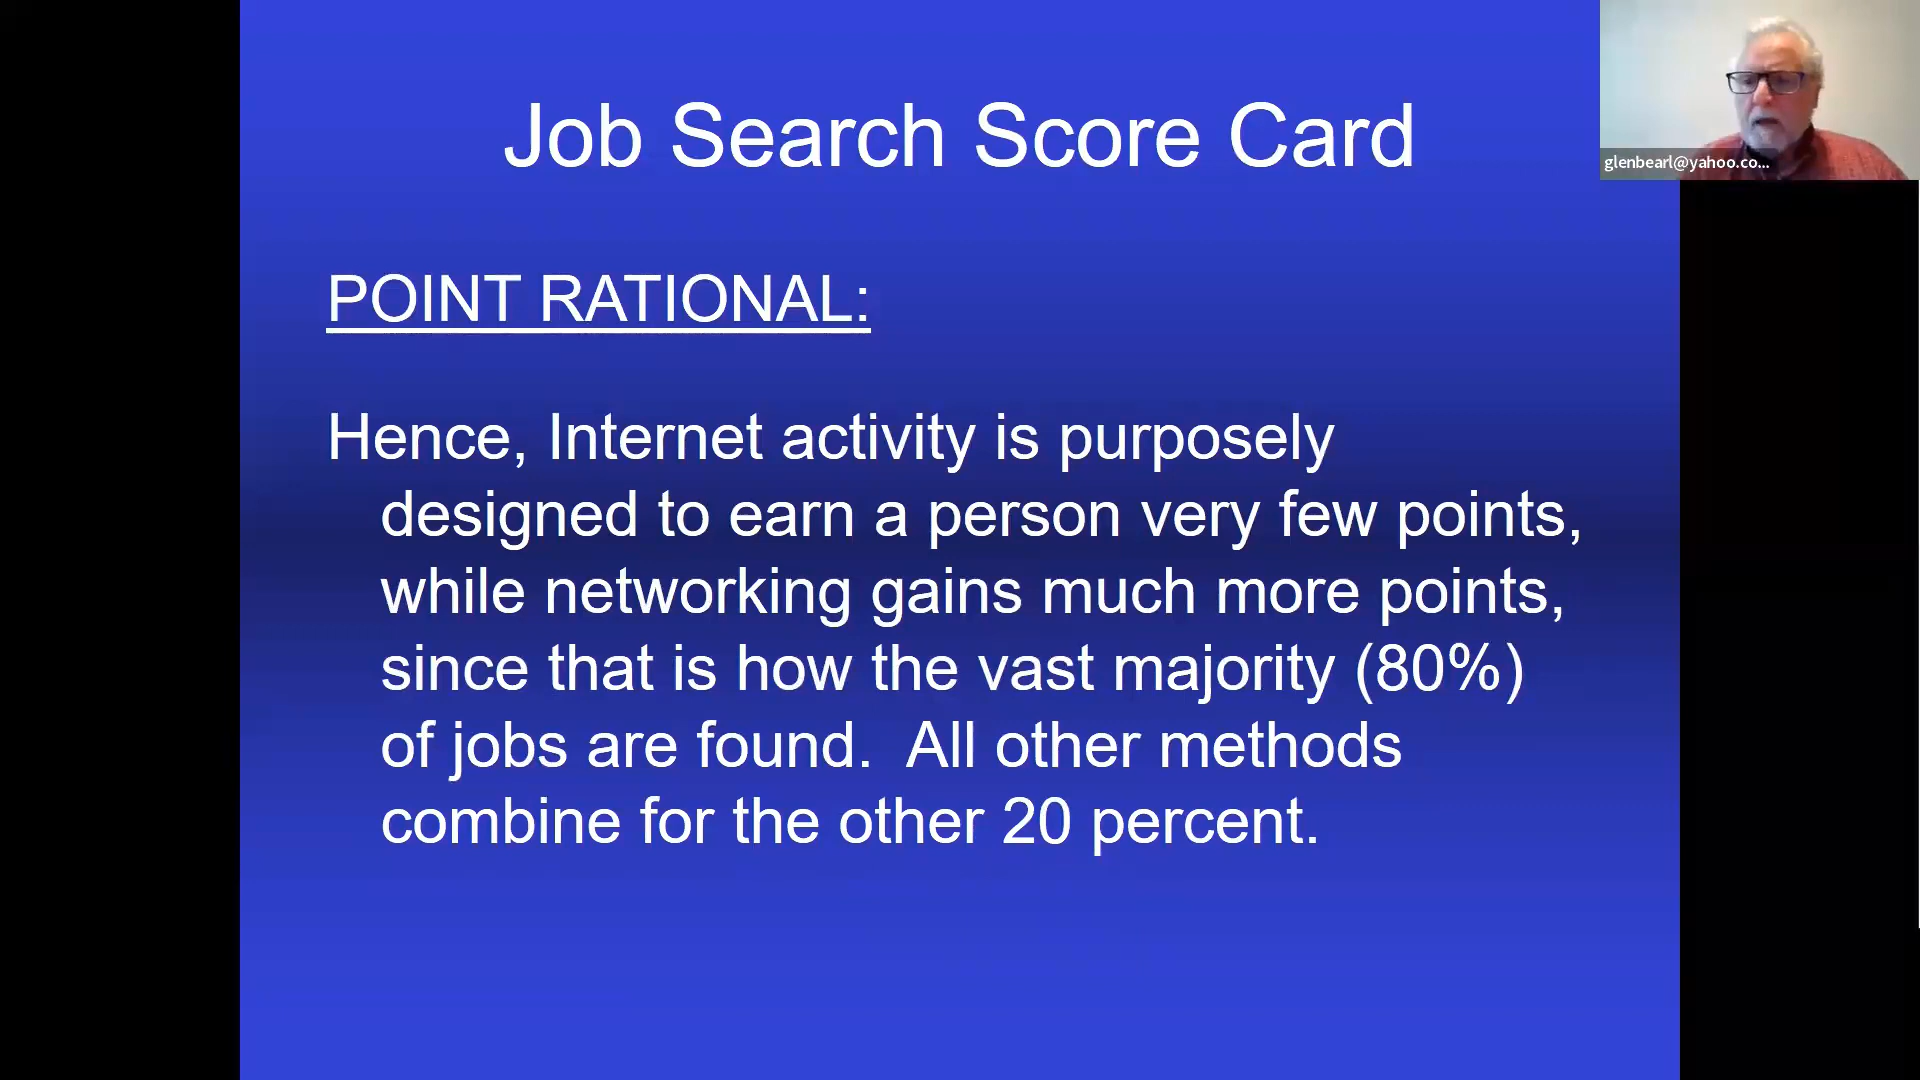 Job Search Score Card
glenbearl@yahoo.co...
POINT RATIONAL:
Hence, Internet activity is purposely
designed to earn a person very few points,
while networking gains much more points,
since that is how the vast majority (80%)
of jobs are found.  All other methods
combine for the other 20 percent.